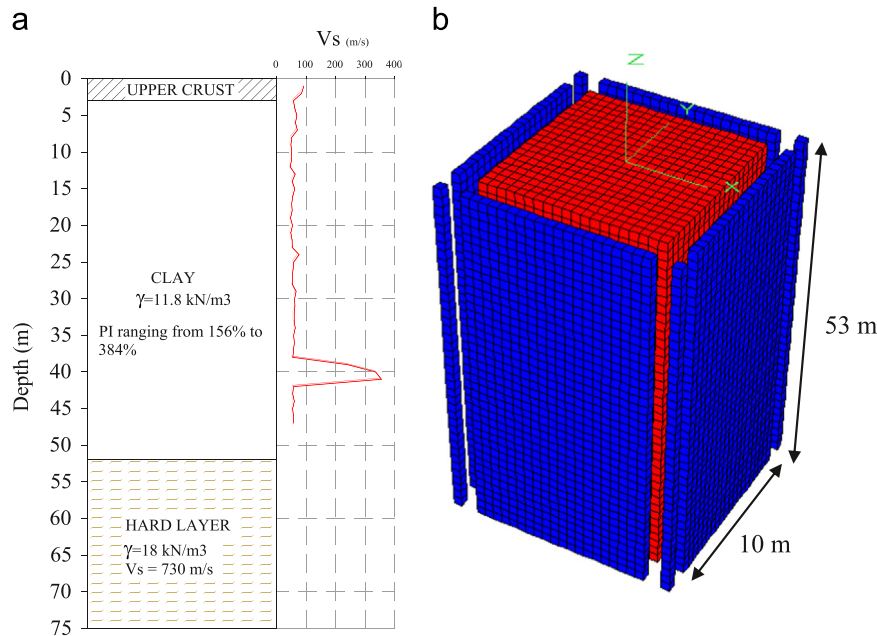 a
b
Vs (m/s)
0 100 200 300 400
0
5
10
15
20
25
30
35
40
45
50
55
60
65
70
75
Depth (m)
UPPER CRUST
CLAY
γ=11.8 kN/m3
PI ranging from 156% to
384%
HARD LAYER
γ=18 kN/m3
Vs = 730 m/s
Z
Y
X
53 m
10 m